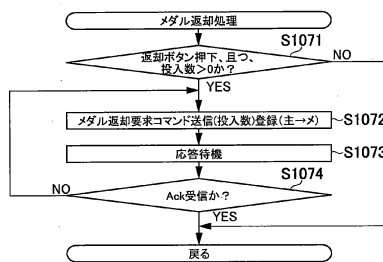 メダル返却処理
S1071
返却ボタン押下、且つ、
投入数＞0か？
NO
YES
メダル返却要求コマンド送信(投入数)登録(主→メ)
S1072
応答待機
S1073
S1074
NO
Ack受信か？
YES
戻る